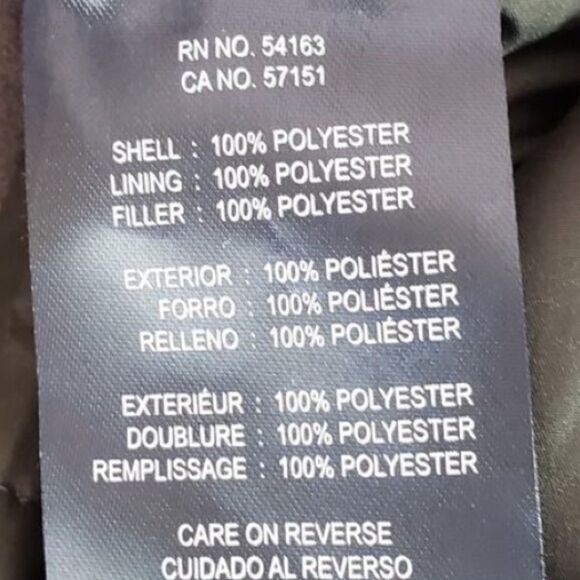 RN NO. 54163
CA NO. 57151
SHELL : 100% POLYESTER
LINING : 100% POLYESTER
FILLER : 100% POLYESTER
EXTERIOR : 100% POLIÉSTER
FORRO : 100% POLIÉSTER
RELLENO : 100% POLIÉSTER
EXTERIÉUR : 100% POLYESTER
DOUBLURE : 100% POLYESTER
REMPLISSAGE : 100% POLYESTER
CARE ON REVERSE
CUIDADO AL REVERSO